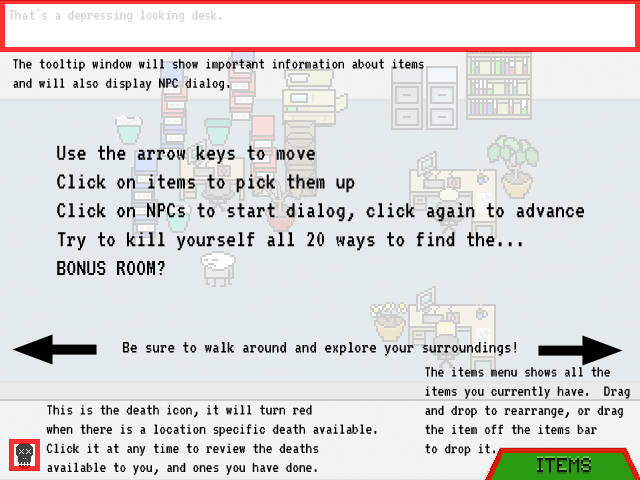 That's a depressing looking desk.
The tooltip window will show important information about items
and will also display NPC dialog.
Use the arrow keys to move
Click on items to pick them up
Click on NPCs to start dialog, click again to advance
Try to kill yourself all 20 ways to find the...
BONUS ROOM?
Be sure to walk around and explore your surroundings!
The items menu shows all the
items you currently have.  Drag
and drop to rearrange, or drag
the item off the items bar
to drop it.
This is the death icon, it will turn red
when there is a location specific death available.
Click it at any time to review the deaths
available to you, and ones you have done.
ITEMS